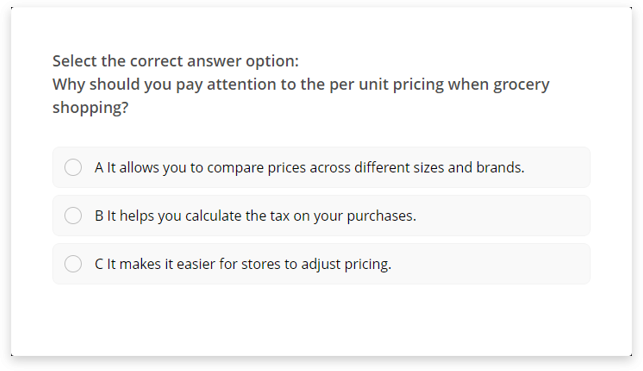 Select the correct answer option:
Why should you pay attention to the per unit pricing when grocery
shopping?
A It allows you to compare prices across different sizes and brands.
B It helps you calculate the tax on your purchases.
C It makes it easier for stores to adjust pricing.